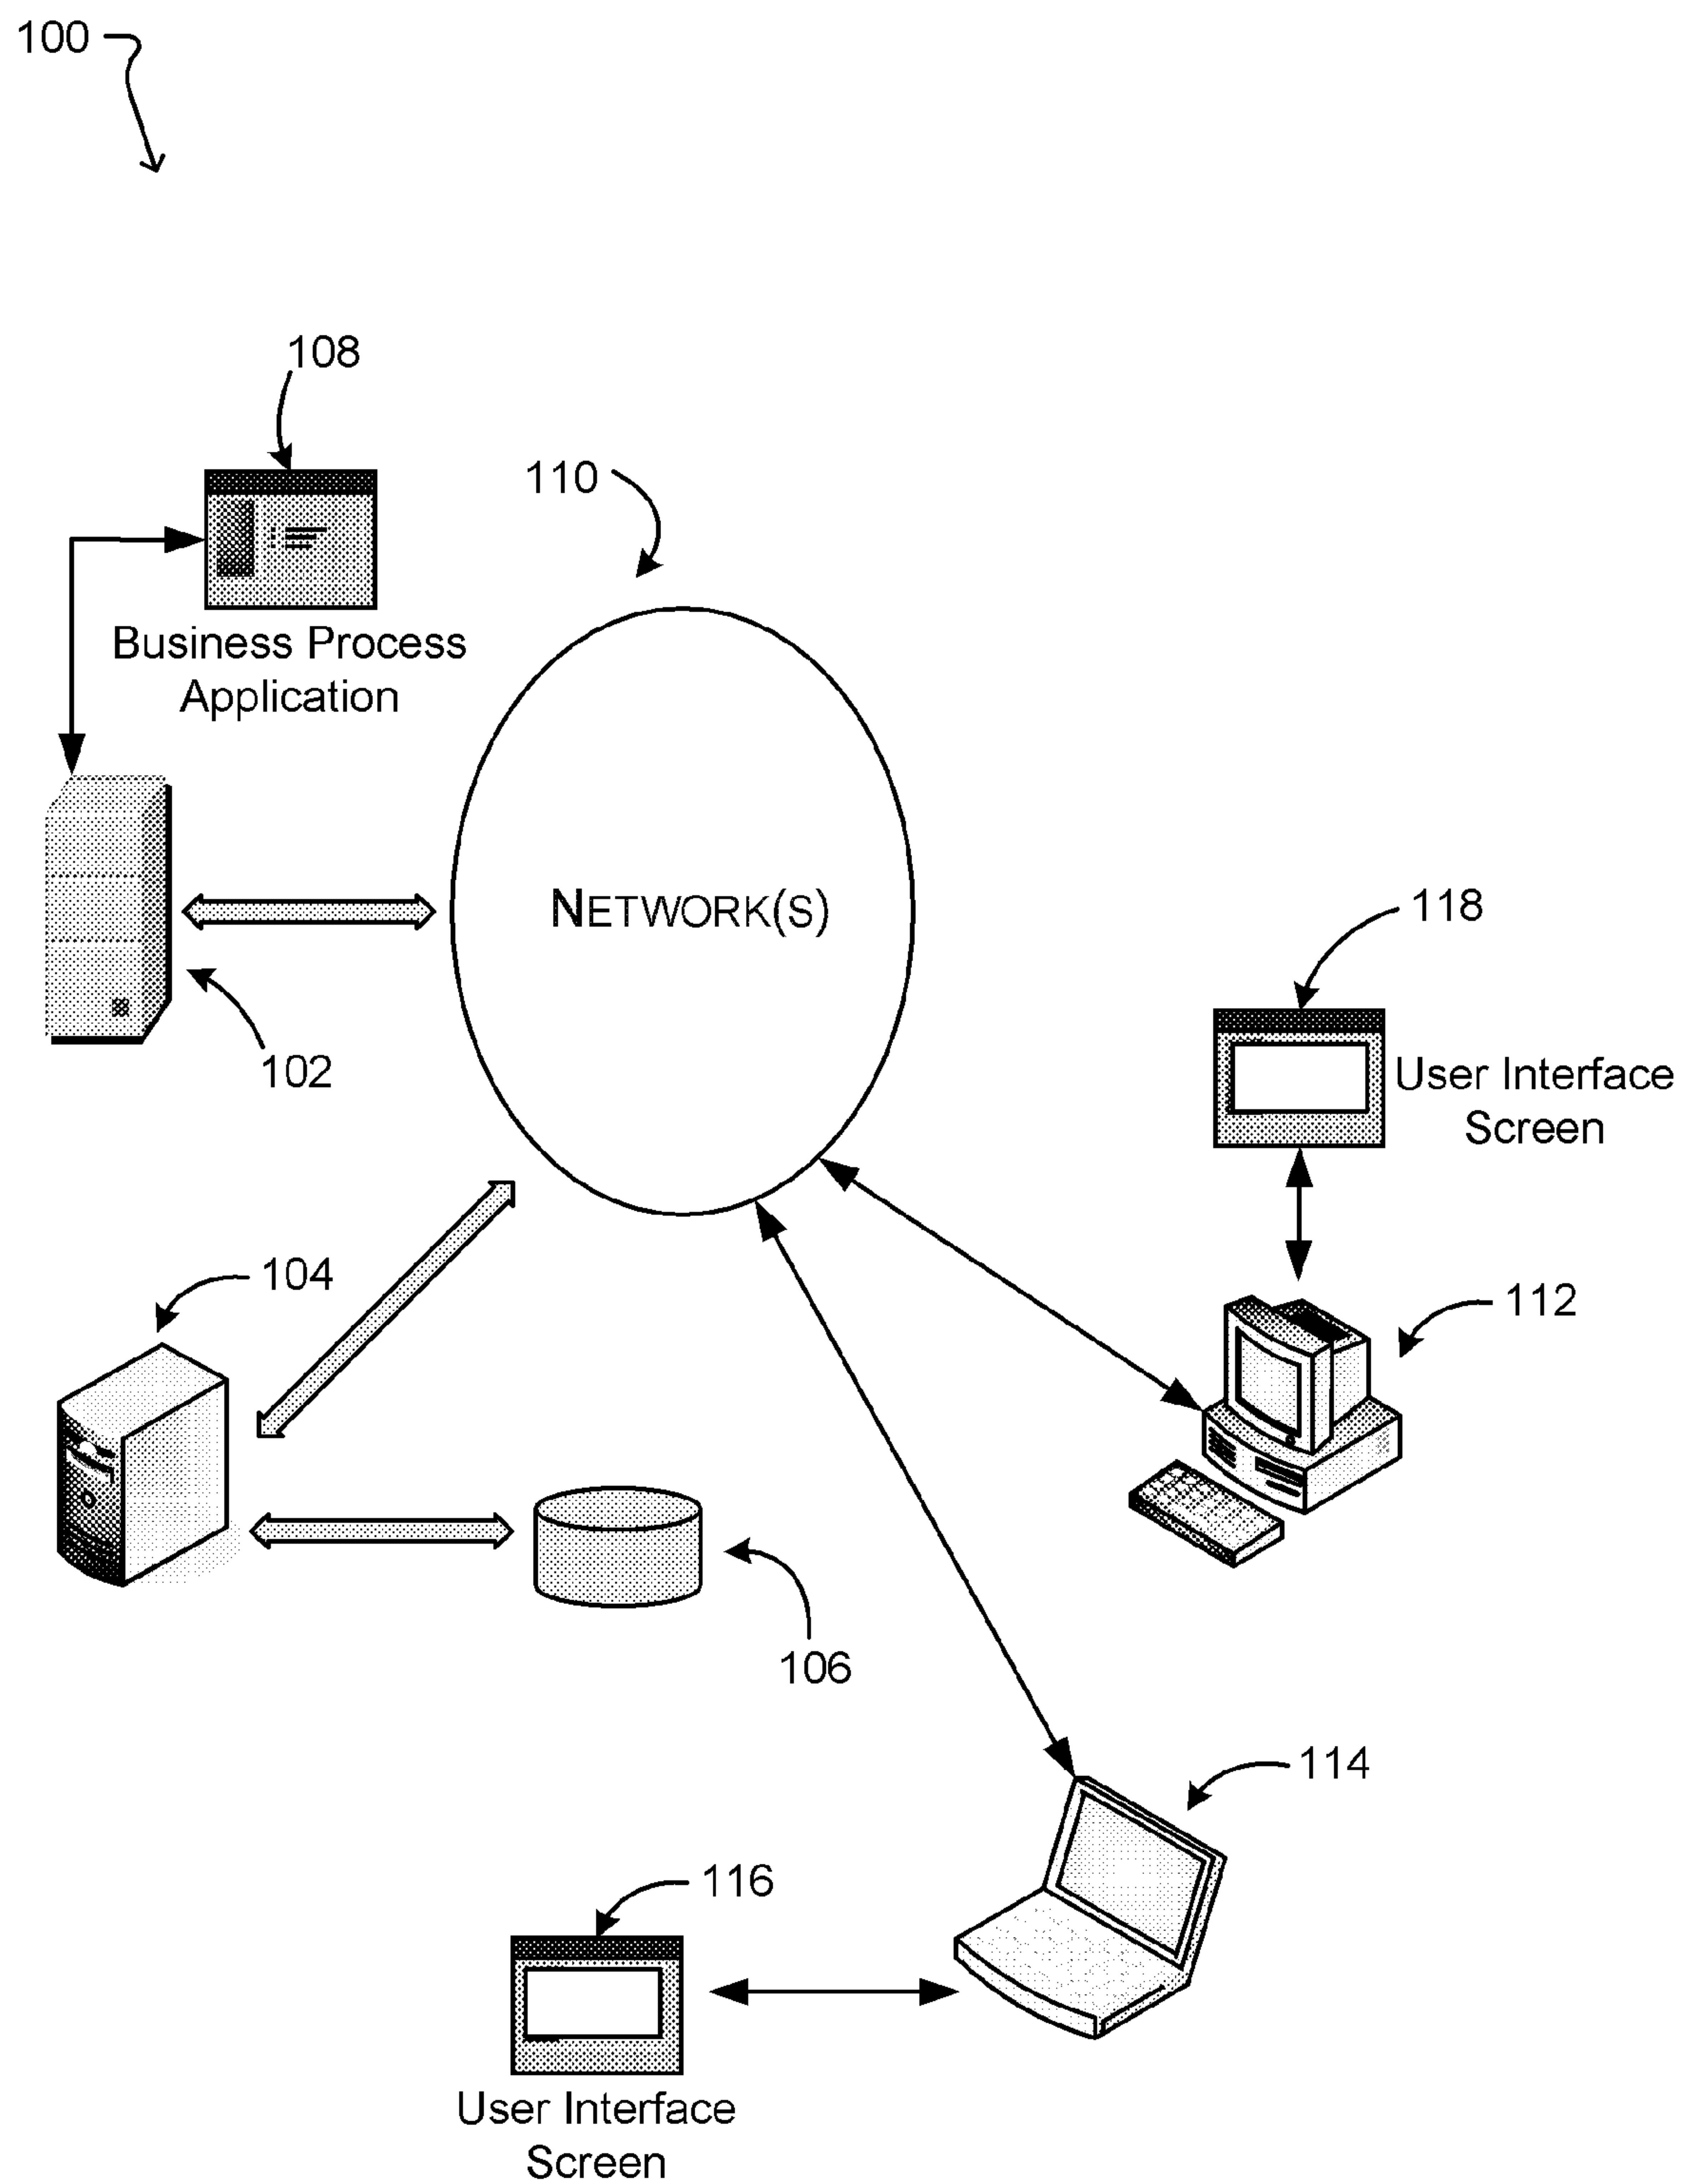 100
108
110
Business Process
Application
NETWORK(S)
118
102
User Interface
Screen
104
112
106
114
116
User Interface
Screen